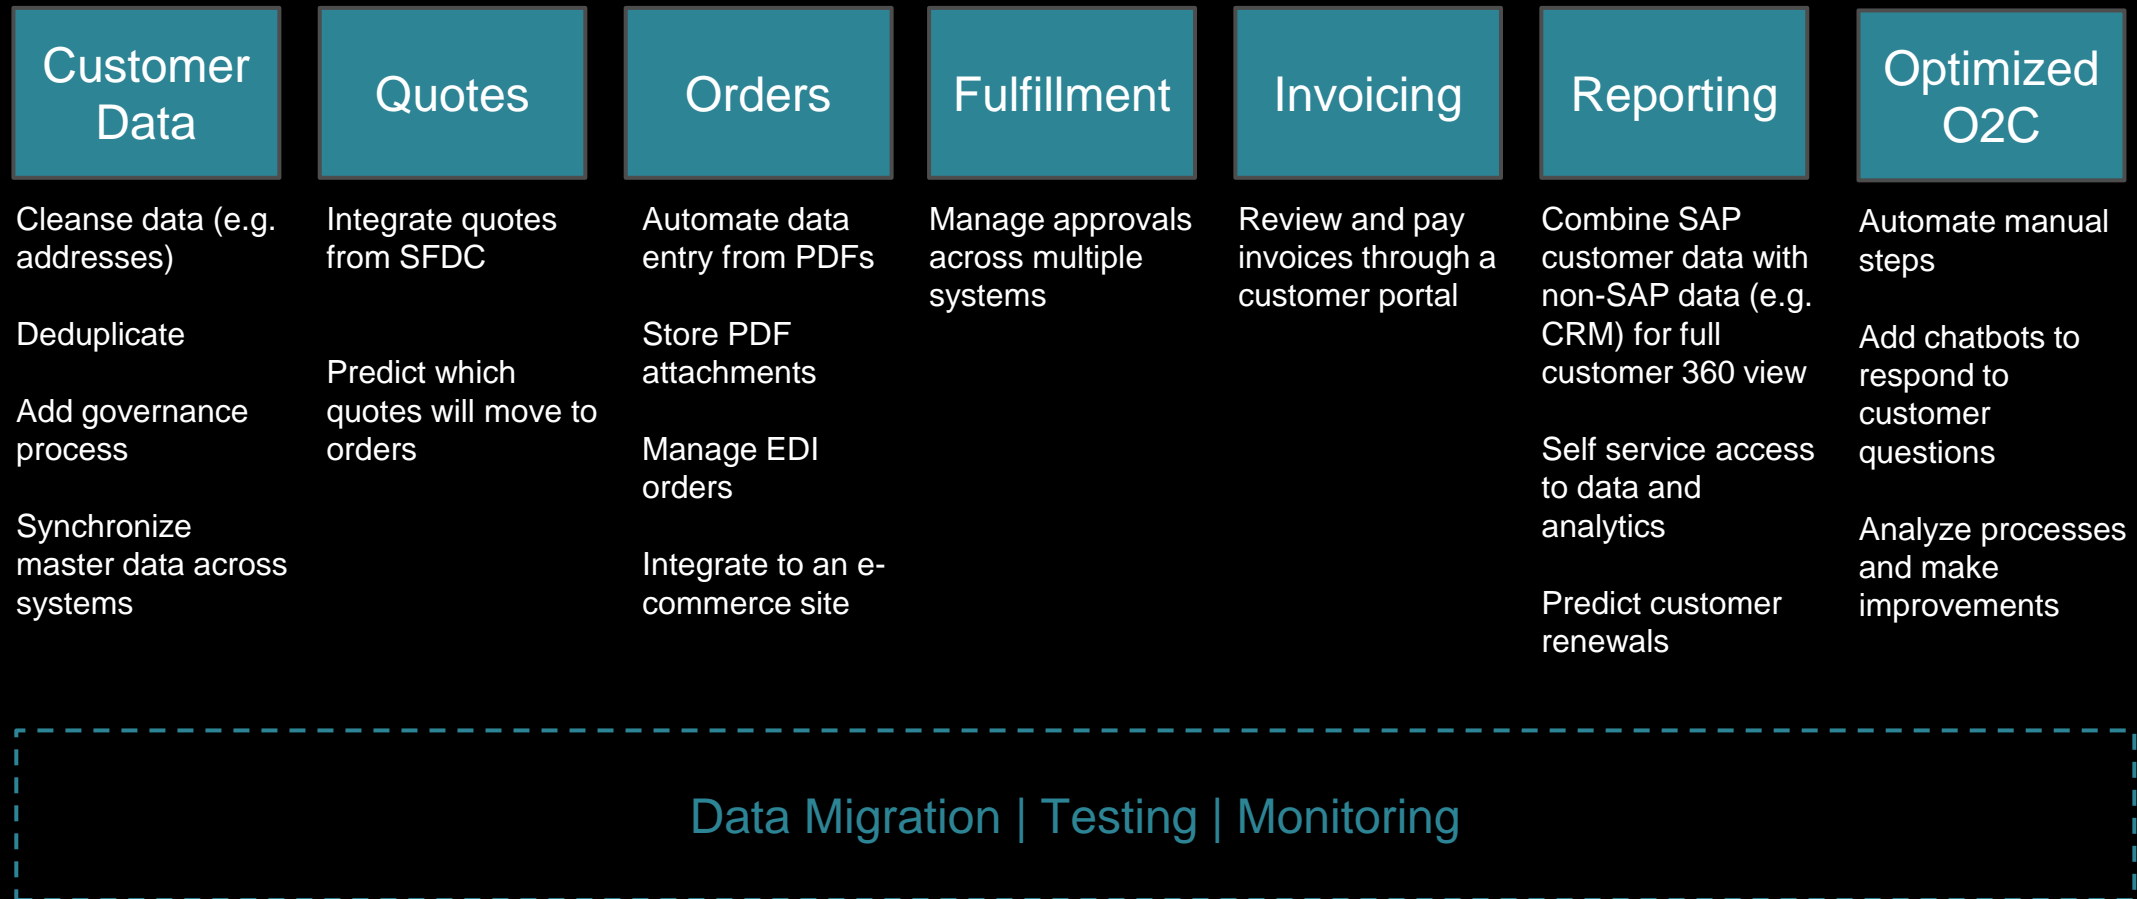 Customer
Data
Quotes
Orders
Fulfillment
Invoicing
Reporting
Optimized
O2C
Cleanse data (e.g.
addresses)
Deduplicate
Add governance
process
Synchronize
master data across
systems
Integrate quotes
from SFDC
Predict which
quotes will move to
orders
Automate data
entry from PDFs
Store PDF
attachments
Manage EDI
orders
Integrate to an e-
commerce site
Manage approvals
across multiple
systems
Review and pay
invoices through a
customer portal
Combine SAP
customer data with
non-SAP data (e.g.
CRM) for full
customer 360 view
Self service access
to data and
analytics
Predict customer
renewals
Automate manual
steps
Add chatbots to
respond to
customer
questions
Analyze processes
and make
improvements
Data Migration | Testing | Monitoring